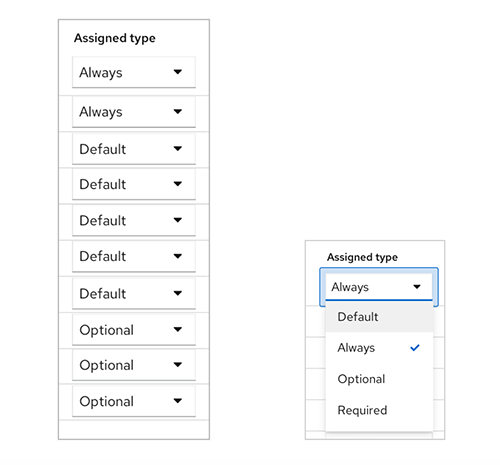 Assigned type
Always
Always
Default
Default
Default
Default
Default
Optional
Optional
Optional
Assigned type
Always
Default
Always
Optional
Required